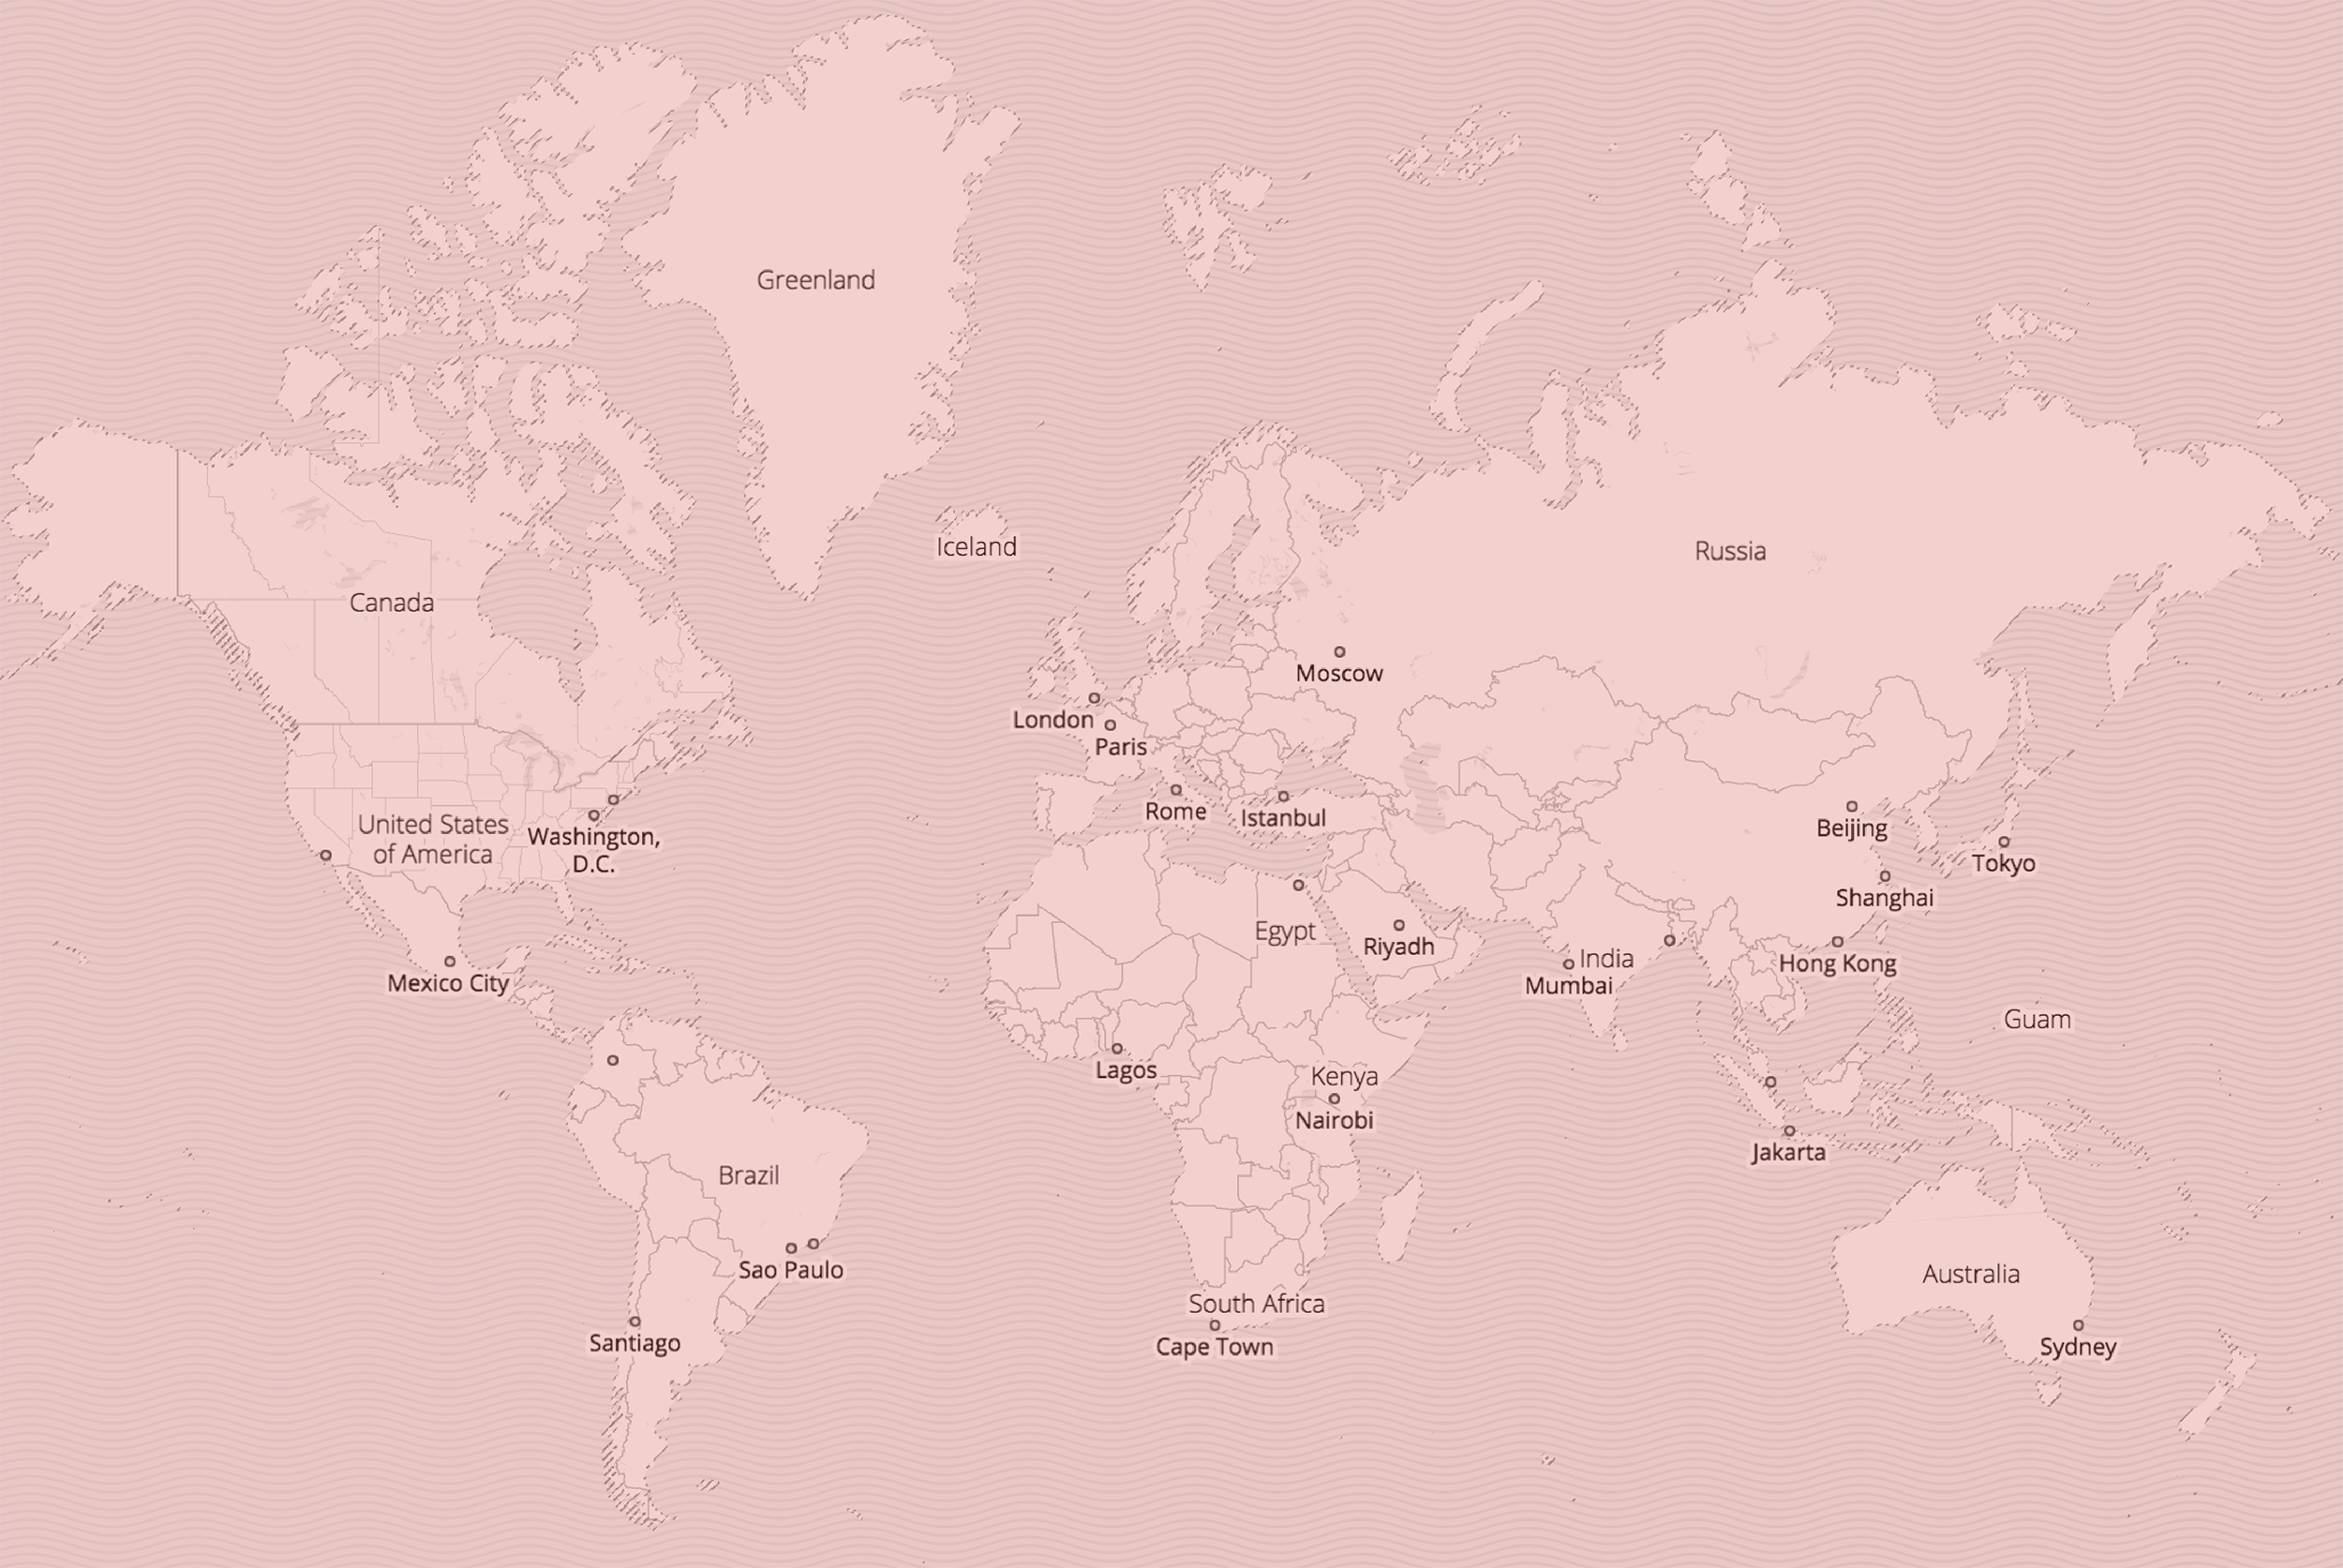 Greenland
Iceland
Russia
Canada
Moscow
London
Paris
Rome
Istanbul
United States
of America
Washington,
D.C.
Beijing
Tokyo
Shanghai
Egypt
Riyadh
India
Mumbai
Hong Kong
Mexico City
Guam
Lagos
Kenya
Nairobi
Jakarta
Brazil
Sao Paulo
Australia
South Africa
Santiago
Cape Town
Sydney